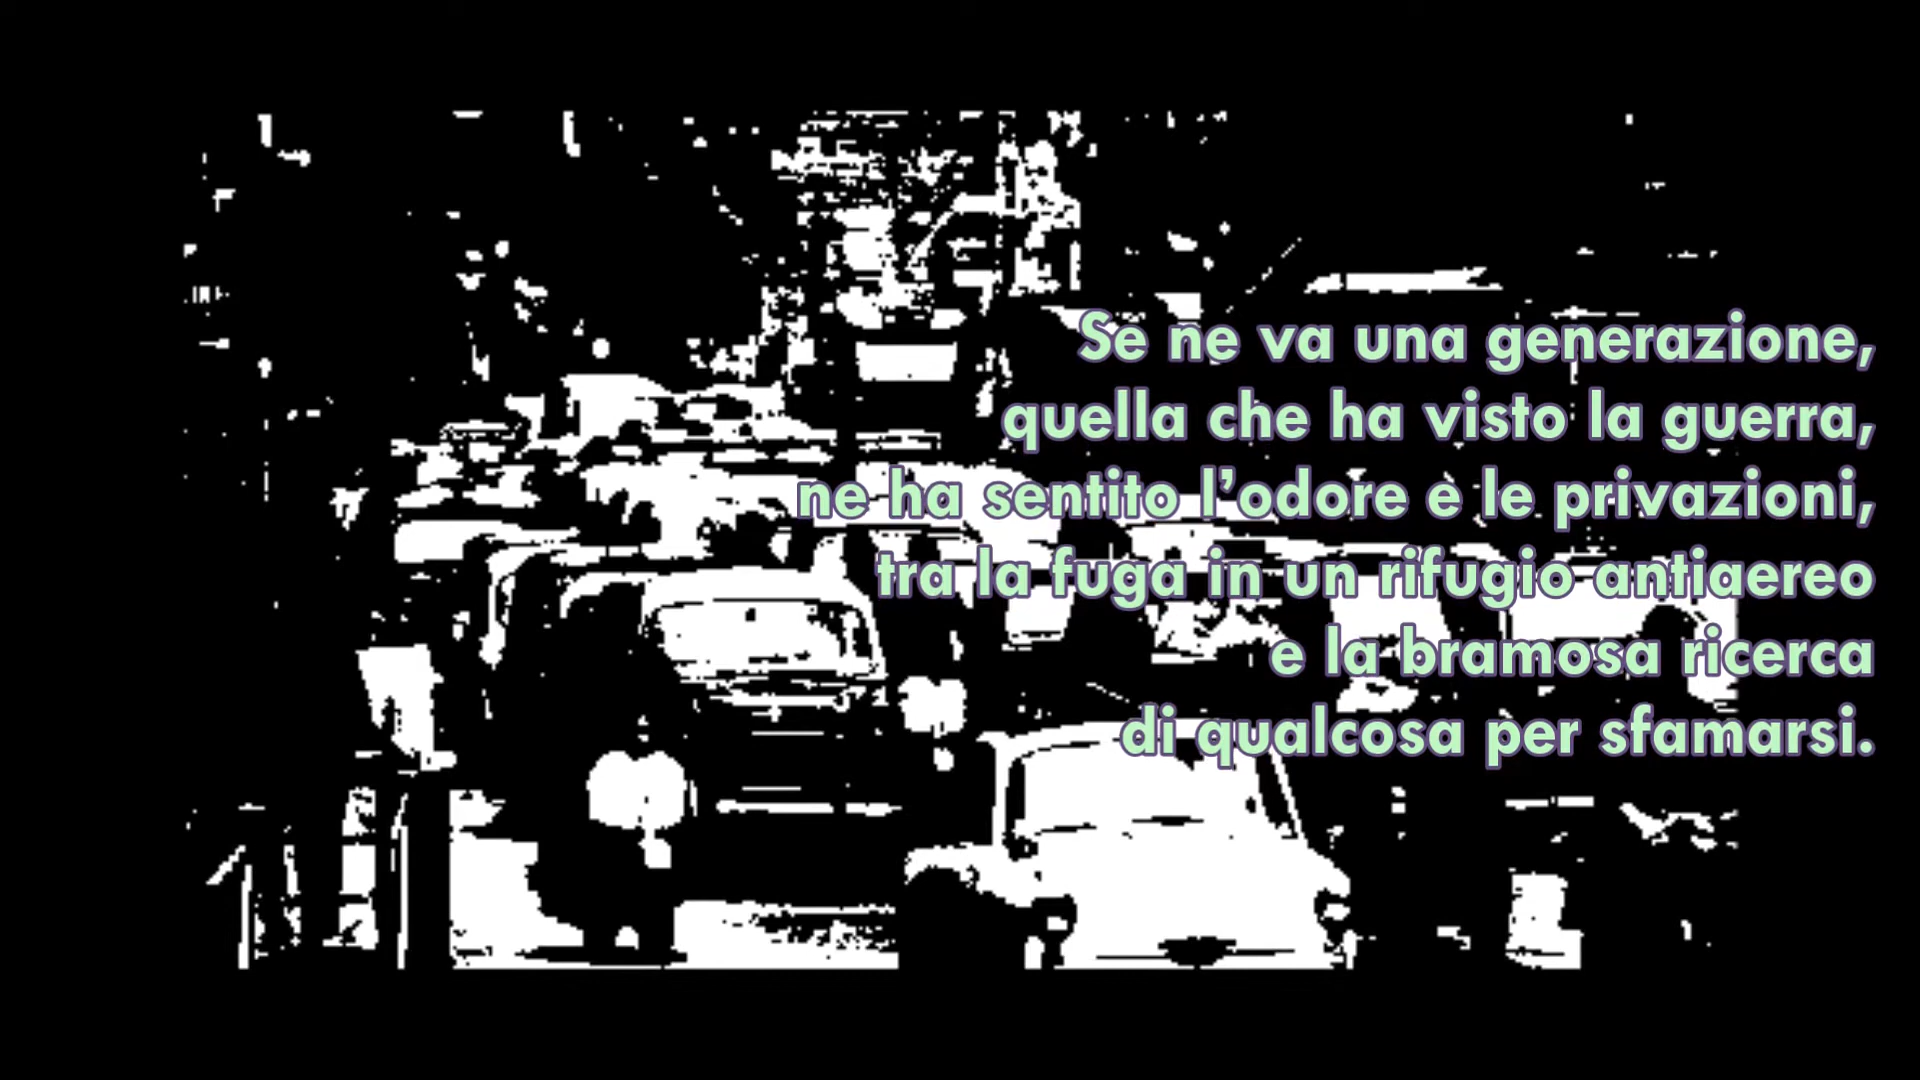 Se ne va una generazione,
quella che ha visto la guerra,
ne ha sentito l’odore e le privazioni,
tra la fuga in un rifugio antiaereo
e la bramosa ricerca
di qualcosa per sfamarsi.